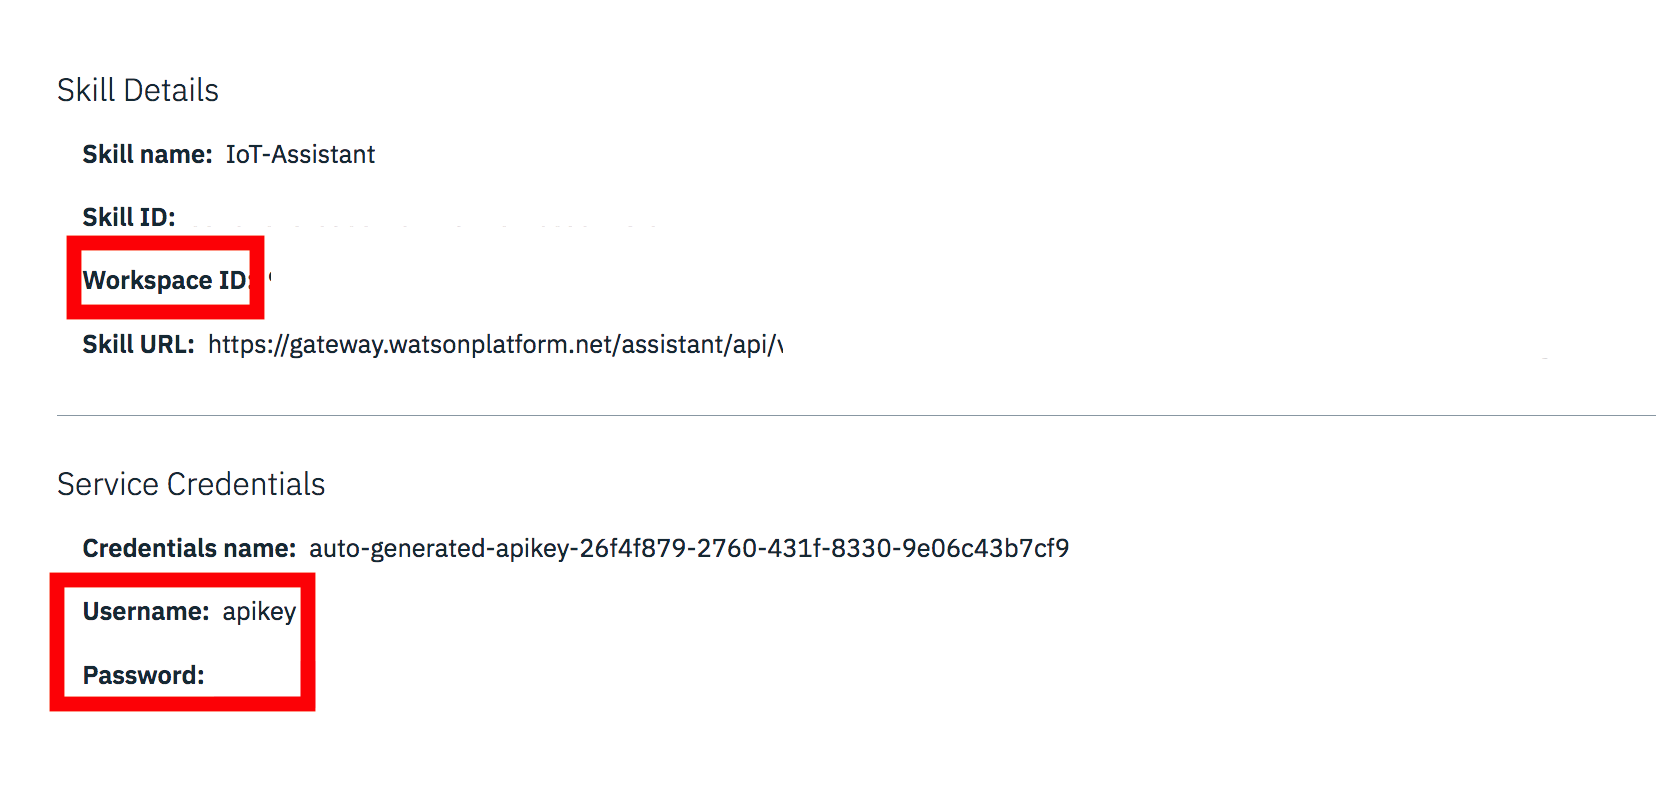 Skill Details
Skill name: IoT-Assistant
Skill ID:
Workspace ID:
Skill URL: https://gateway.watsonplatform.net/assistant/api/v
Service Credentials
Credentials name: auto-generated-apikey-26f4f879-2760-431f-8330-9e06c43b7cf9
Username: apikey
Password: